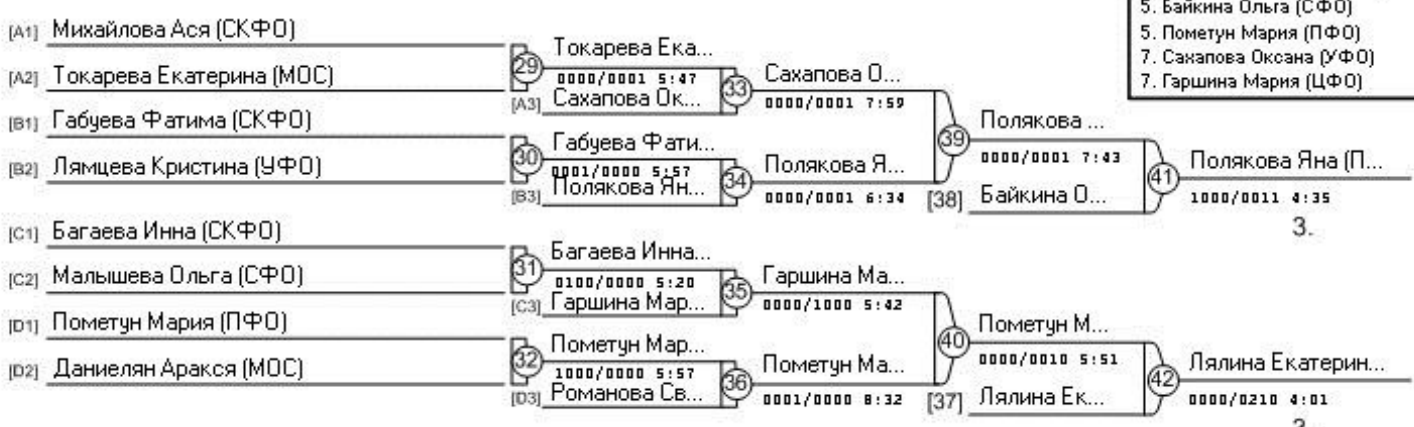 5. Байкина Ольга (СФО)
5. Пометун Мария (ПФО)
7. Сахапова Оксана (УФО)
7. Гаршина Мария (ЦФО)
[A1] Михайлова Ася (СКФО)
[A2] Токарева Екатерина (МОС)
[B1] Габуева Фатима (СКФО)
[B2] Лямцева Кристина (УФО)
[C1] Багаева Инна (СКФО)
[C2] Малышева Ольга (СФО)
[D1] Пометун Мария (ПФО)
[D2] Даниелян Аракся (МОС)
Токарева Ека...
29
0000/0001 5:47
[A3] Сахапова Ок...
Габуева Фати...
30
0001/0000 5:57
[B3] Полякова Ян...
Багаева Инна...
31
0100/0000 5:20
[C3] Гаршина Мар...
Пометун Мар...
32
1000/0000 5:57
[D3] Романова Св...
Сахапова О...
33
0000/0001 7:59
Полякова Я...
34
0000/0001 6:34
Гаршина Ма...
35
0000/1000 5:42
Пометун Ма...
36
0001/0000 8:32
Полякова ...
39
0000/0001 7:43
[38] Байкина О...
Пометун М...
40
0000/0010 5:51
[37] Лялина Ек...
Полякова Яна (П...
41
1000/0011 4:35
3.
Лялина Екатерин...
42
0000/0210 4:01